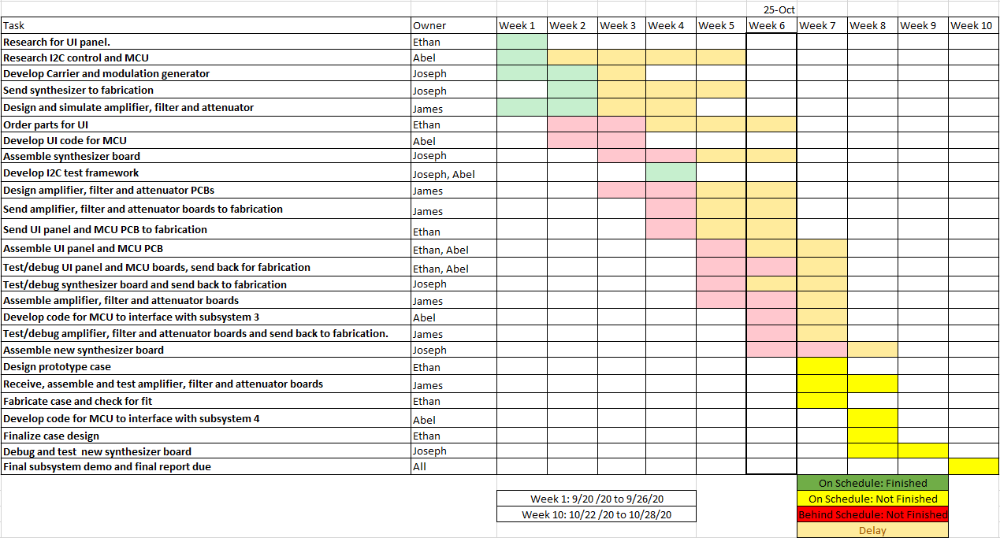 25-Oct
Task Owner Week 1 Week 2 Week 3 Week 4 Week 5 Week 6 Week 7 Week 8 Week 9 Week 10
Research for UI panel. Ethan
Research I2C control and MCU Abel
Develop Carrier and modulation generator Joseph
Send synthesizer to fabrication Joseph
Design and simulate amplifier, filter and attenuator James
Order parts for UI Ethan
Develop UI code for MCU Abel
Assemble synthesizer board Joseph
Develop I2C test framework Joseph, Abel
Design amplifier, filter and attenuator PCBs James
Send amplifier, filter and attenuator boards to fabrication James
Send UI panel and MCU PCB to fabrication Ethan
Assemble UI panel and MCU PCB Ethan, Abel
Test/debug UI panel and MCU boards, send back for fabrication Ethan, Abel
Test/debug synthesizer board and send back to fabrication Joseph
Assemble amplifier, filter and attenuator boards James
Develop code for MCU to interface with subsystem 3 Abel
Test/debug amplifier, filter and attenuator boards and send back to fabrication. James
Assemble new synthesizer board Joseph
Design prototype case Ethan
Receive, assemble and test amplifier, filter and attenuator boards James
Fabricate case and check for fit Ethan
Develop code for MCU to interface with subsystem 4 Abel
Finalize case design Ethan
Debug and test  new synthesizer board Joseph
Final subsystem demo and final report due All
On Schedule: Finished
Week 1: 9/20 /20 to 9/26/20 On Schedule: Not Finished
Week 10: 10/22 /20 to 10/28/20 Behind Schedule: Not Finished
Delay